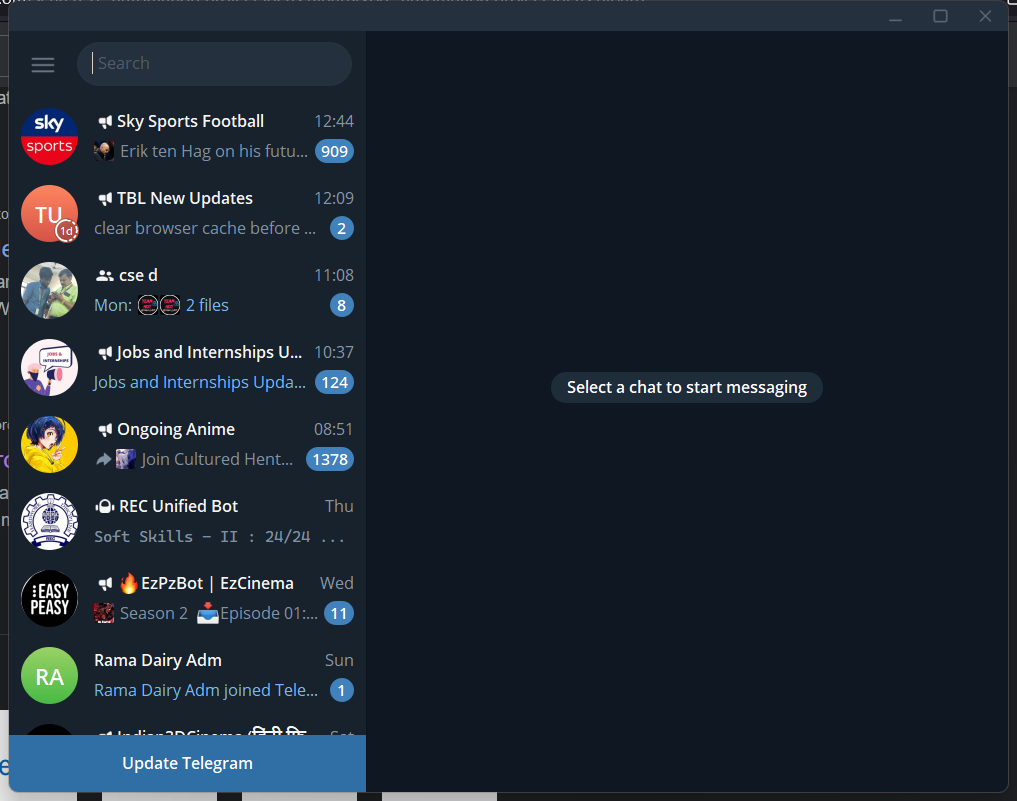 Search
sky
sports
Sky Sports Football 12:44
Erik ten Hag on his futu... 909
TU
1d
TBL New Updates 12:09
clear browser cache before ... 2
cse d 11:08
Mon: 2 files 8
JOBS &
INTERNSHIPS
Jobs and Internships U... 10:37
Jobs and Internships Upda... 124
Ongoing Anime 08:51
Join Cultured Hent... 1378
REC Unified Bot Thu
Soft Skills - II : 24/24 ...
EASY
PEASY
🔥EzPzBot | EzCinema Wed
Season 2 📥Episode 01:... 11
RA
Rama Dairy Adm Sun
Rama Dairy Adm joined Tele... 1
Sat
Update Telegram
Select a chat to start messaging